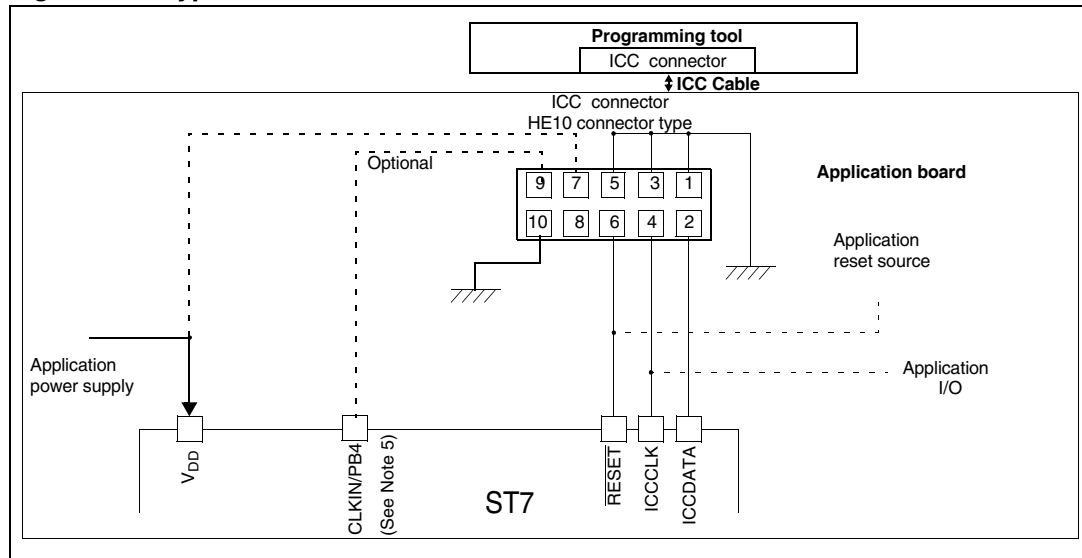 Programming tool
ICC connector
ICC Cable
ICC connector
HE10 connector type
Optional
9 7 5 3 1
10 8 6 4 2
Application board
Application
reset source
Application
power supply
Application
I/O
VDD
CLKIN/PB4
(See Note 5)
RESET
ICCCLK
ICCDATA
ST7